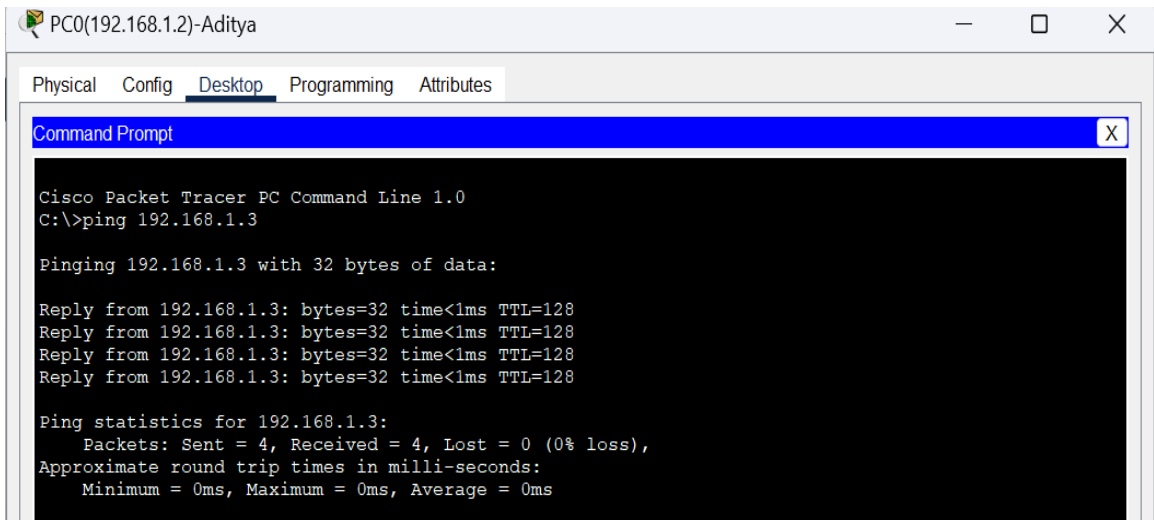 PC0(192.168.1.2)-Aditya
Physical Config Desktop Programming Attributes
Command Prompt X
Cisco Packet Tracer PC Command Line 1.0
C:\>ping 192.168.1.3
Pinging 192.168.1.3 with 32 bytes of data:
Reply from 192.168.1.3: bytes=32 time<1ms TTL=128
Reply from 192.168.1.3: bytes=32 time<1ms TTL=128
Reply from 192.168.1.3: bytes=32 time<1ms TTL=128
Reply from 192.168.1.3: bytes=32 time<1ms TTL=128
Ping statistics for 192.168.1.3:
    Packets: Sent = 4, Received = 4, Lost = 0 (0% loss),
Approximate round trip times in milli-seconds:
    Minimum = 0ms, Maximum = 0ms, Average = 0ms